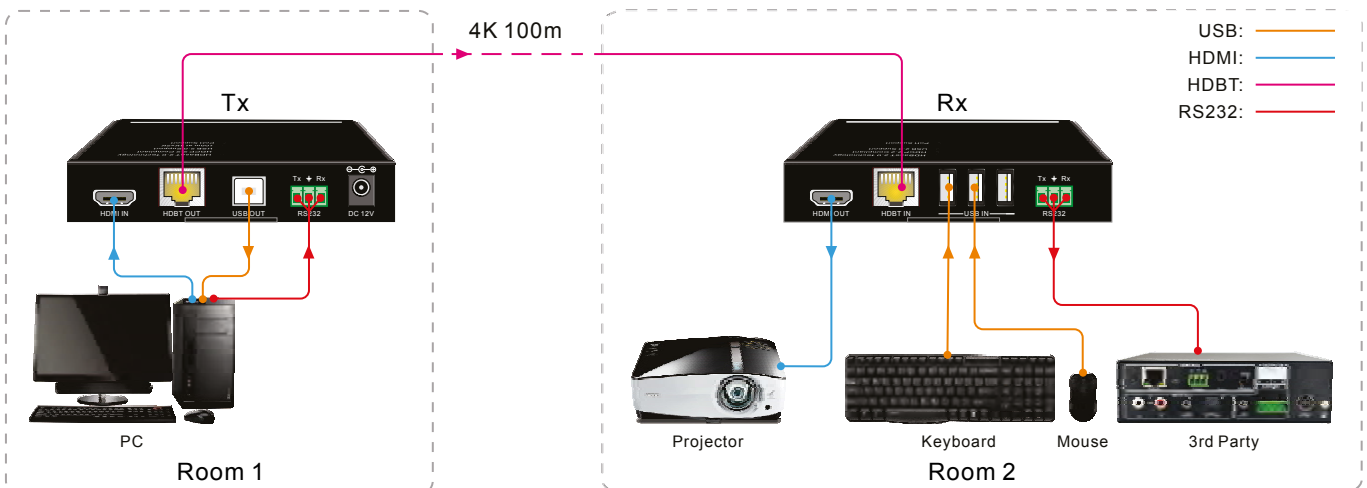 4K 100m
USB:
HDMI:
HDBT:
RS232:
Tx
Rx
Tx Rx
HDMI IN
HDBT OUT
USB OUT
RS232
DC 12V
Tx Rx
HDMI OUT
HDBT IN
USB IN
RS232
PC
Projector
Keyboard
Mouse
3rd Party
Room 1
Room 2